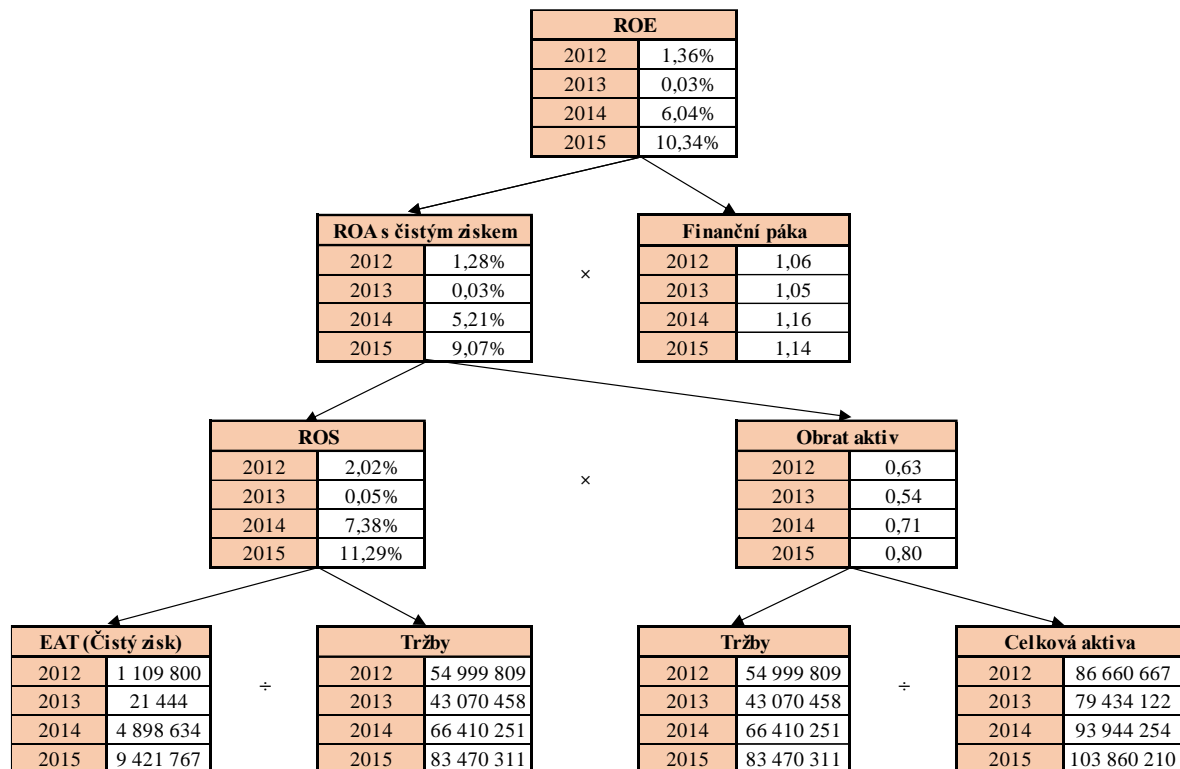 ROE
2012 1,36%
2013 0,03%
2014 6,04%
2015 10,34%
ROA s čistým ziskem
2012 1,28%
2013 0,03%
2014 5,21%
2015 9,07%
×
Finanční páka
2012 1,06
2013 1,05
2014 1,16
2015 1,14
ROS
2012 2,02%
2013 0,05%
2014 7,38%
2015 11,29%
×
Obrat aktiv
2012 0,63
2013 0,54
2014 0,71
2015 0,80
EAT (Čistý zisk)
2012 1 109 800
2013 21 444
2014 4 898 634
2015 9 421 767
÷
Tržby
2012 54 999 809
2013 43 070 458
2014 66 410 251
2015 83 470 311
Tržby
2012 54 999 809
2013 43 070 458
2014 66 410 251
2015 83 470 311
÷
Celková aktiva
2012 86 660 667
2013 79 434 122
2014 93 944 254
2015 103 860 210